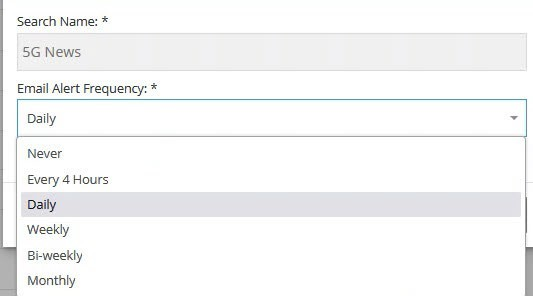 Search Name: *
5G News
Email Alert Frequency: *
Daily
Never
Every 4 Hours
Daily
Weekly
Bi-weekly
Monthly